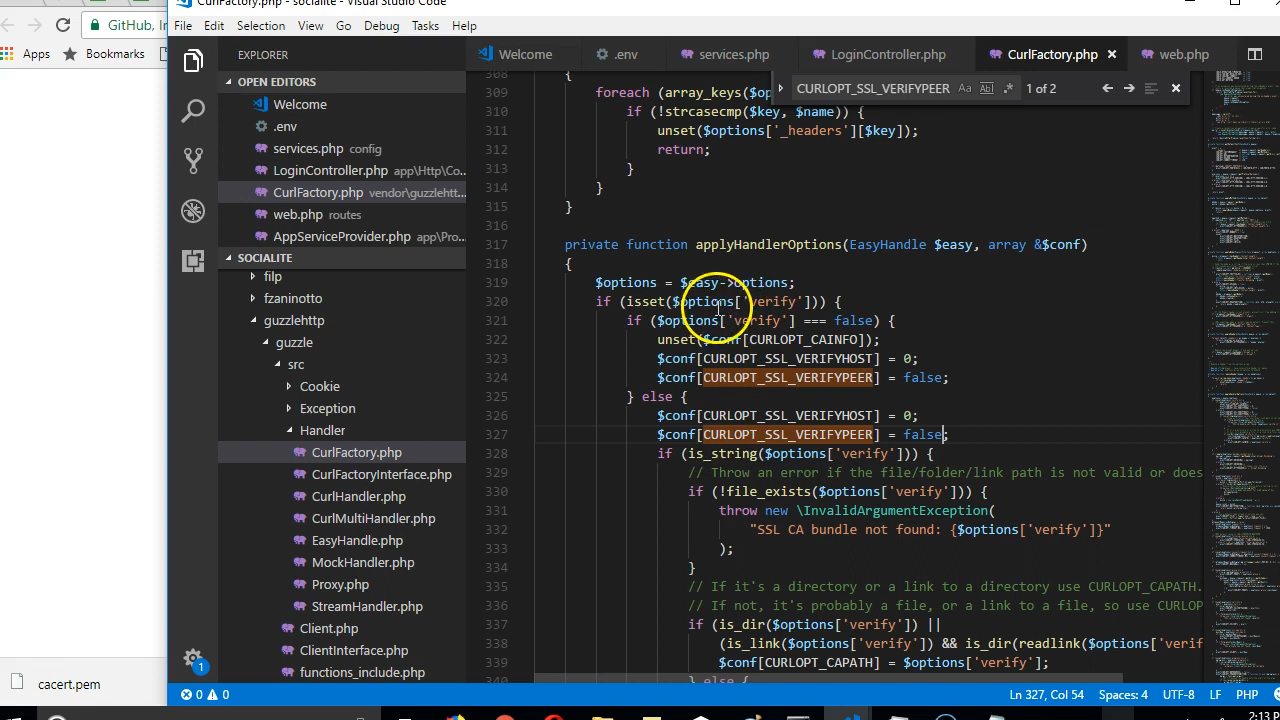 CurlFactory.php - socialite - Visual Studio Code
GitHub, In
File Edit Selection View Go Debug Tasks Help
Apps Bookmarks
EXPLORER
Welcome .env services.php LoginController.php CurlFactory.php web.php
OPEN EDITORS
Welcome
.env
services.php config
LoginController.php app\Http\Co...
CurlFactory.php vendor\guzzlehtt...
web.php routes
AppServiceProvider.php app\Pro...
SOCIALITE
filp
fzaninotto
guzzlehttp
guzzle
src
Cookie
Exception
Handler
CurlFactory.php
CurlFactoryInterface.php
CurlHandler.php
CurlMultiHandler.php
EasyHandle.php
MockHandler.php
Proxy.php
StreamHandler.php
Client.php
ClientInterface.php
functions_include.php
1
CURLOPT_SSL_VERIFYPEER Aa Abl .* 1 of 2
308 {
309 foreach (array_keys($op
310 if (!strcasecmp($key, $name)) {
311 unset($options['_headers'][$key]);
312 return;
313 }
314 }
315 }
316
317 private function applyHandlerOptions(EasyHandle $easy, array &$conf)
318 {
319 $options = $easy->options;
320 if (isset($options['verify'])) {
321 if ($options['verify'] === false) {
322 unset($conf[CURLOPT_CAINFO]);
323 $conf[CURLOPT_SSL_VERIFYHOST] = 0;
324 $conf[CURLOPT_SSL_VERIFYPEER] = false;
325 } else {
326 $conf[CURLOPT_SSL_VERIFYHOST] = 0;
327 $conf[CURLOPT_SSL_VERIFYPEER] = false;
328 if (is_string($options['verify'])) {
329 // Throw an error if the file/folder/link path is not valid or does
330 if (!file_exists($options['verify'])) {
331 throw new \InvalidArgumentException(
332 "SSL CA bundle not found: {$options['verify']}"
333 );
334 }
335 // If it's a directory or a link to a directory use CURLOPT_CAPATH.
336 // If not, it's probably a file, or a link to a file, so use CURLOP
337 if (is_dir($options['verify']) ||
338 (is_link($options['verify']) && is_dir(readlink($options['verif
339 $conf[CURLOPT_CAPATH] = $options['verify'];
340 } else {
cacert.pem
0 0 Ln 327, Col 54 Spaces: 4 UTF-8 LF PHP
2:13 P